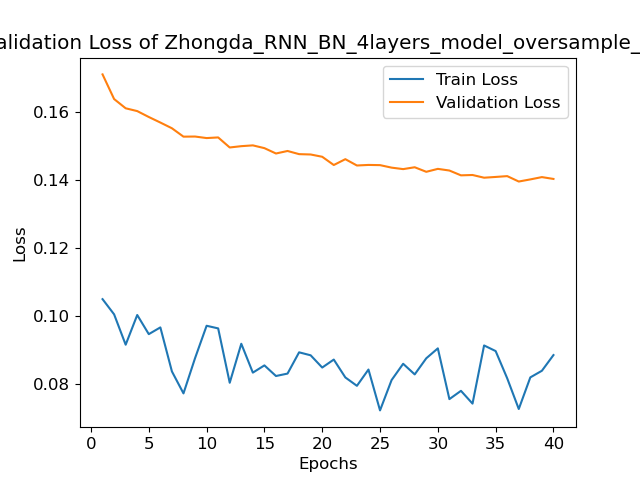 alidation Loss of Zhongda_RNN_BN_4layers_model_oversample_
Train Loss
Validation Loss
0.16
0.14
0.12
0.10
0.08
Loss
0 5 10 15 20 25 30 35 40
Epochs